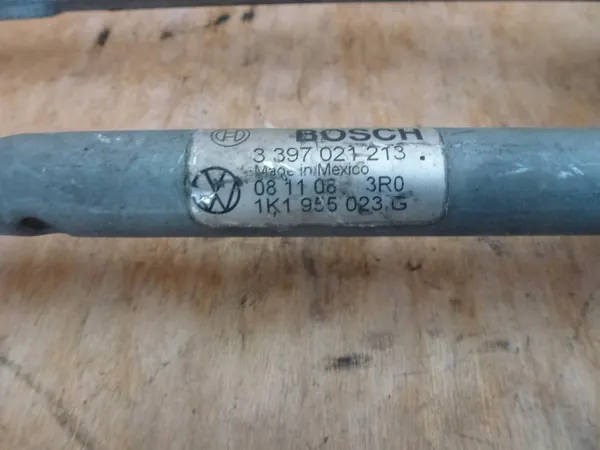 BOSCH
3 397 021 213
Made in Mexico
08 11 08 3R0
1K1 955 023 G